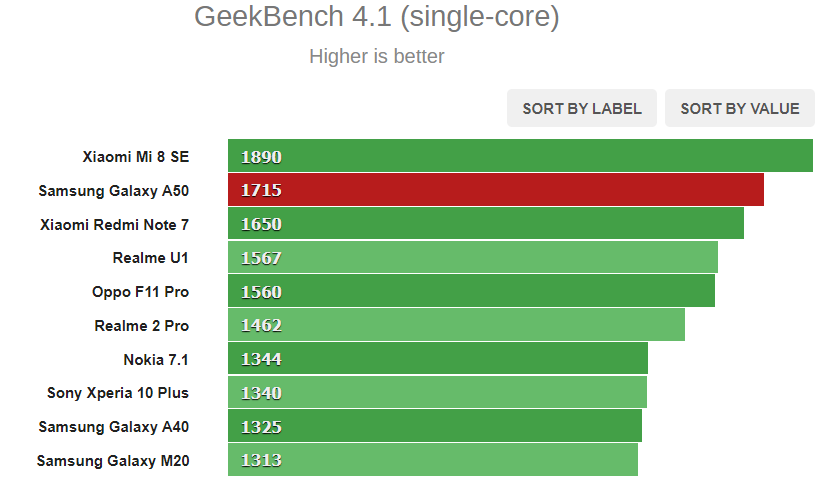 GeekBench 4.1 (single-core)
Higher is better
SORT BY LABEL SORT BY VALUE
Xiaomi Mi 8 SE 1890
Samsung Galaxy A50 1715
Xiaomi Redmi Note 7 1650
Realme U1 1567
Oppo F11 Pro 1560
Realme 2 Pro 1462
Nokia 7.1 1344
Sony Xperia 10 Plus 1340
Samsung Galaxy A40 1325
Samsung Galaxy M20 1313